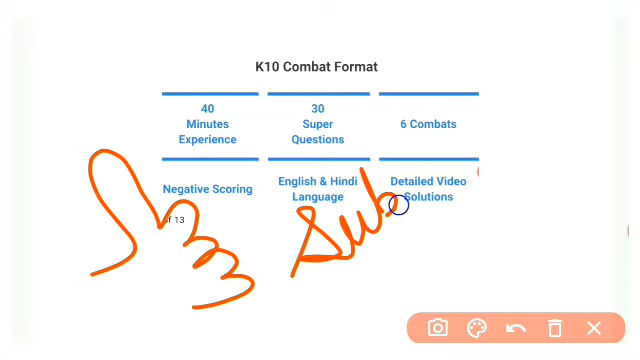 K10 Combat Format
40 Minutes Experience
30 Super Questions
6 Combats
Negative Scoring
English & Hindi Language
Detailed Video Solutions
of 13
Sub